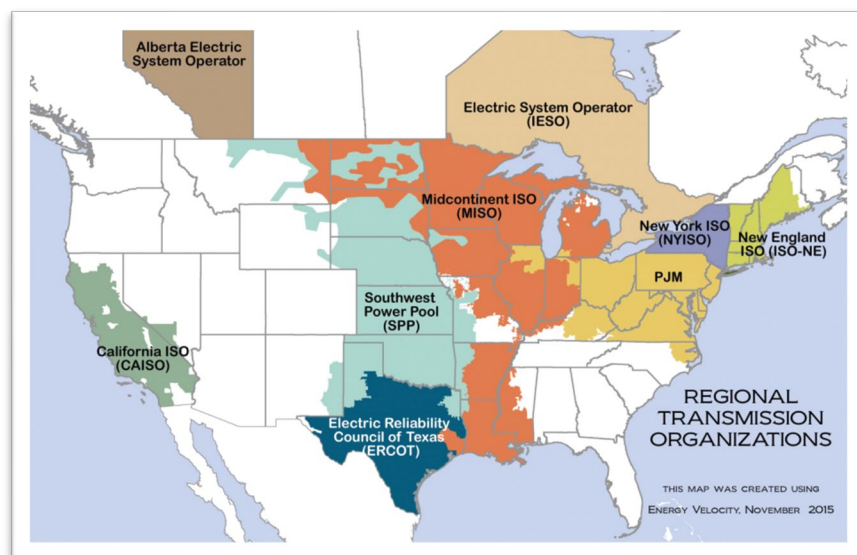 Alberta Electric
System Operator
Electric System Operator
(IESO)
Midcontinent ISO
(MISO)
New York ISO
(NYISO)
New England
ISO (ISO-NE)
PJM
Southwest
Power Pool
(SPP)
California ISO
(CAISO)
Electric Reliability
Council of Texas
(ERCOT)
REGIONAL
TRANSMISSION
ORGANIZATIONS
THIS MAP WAS CREATED USING
ENERGY VELOCITY, NOVEMBER 2015